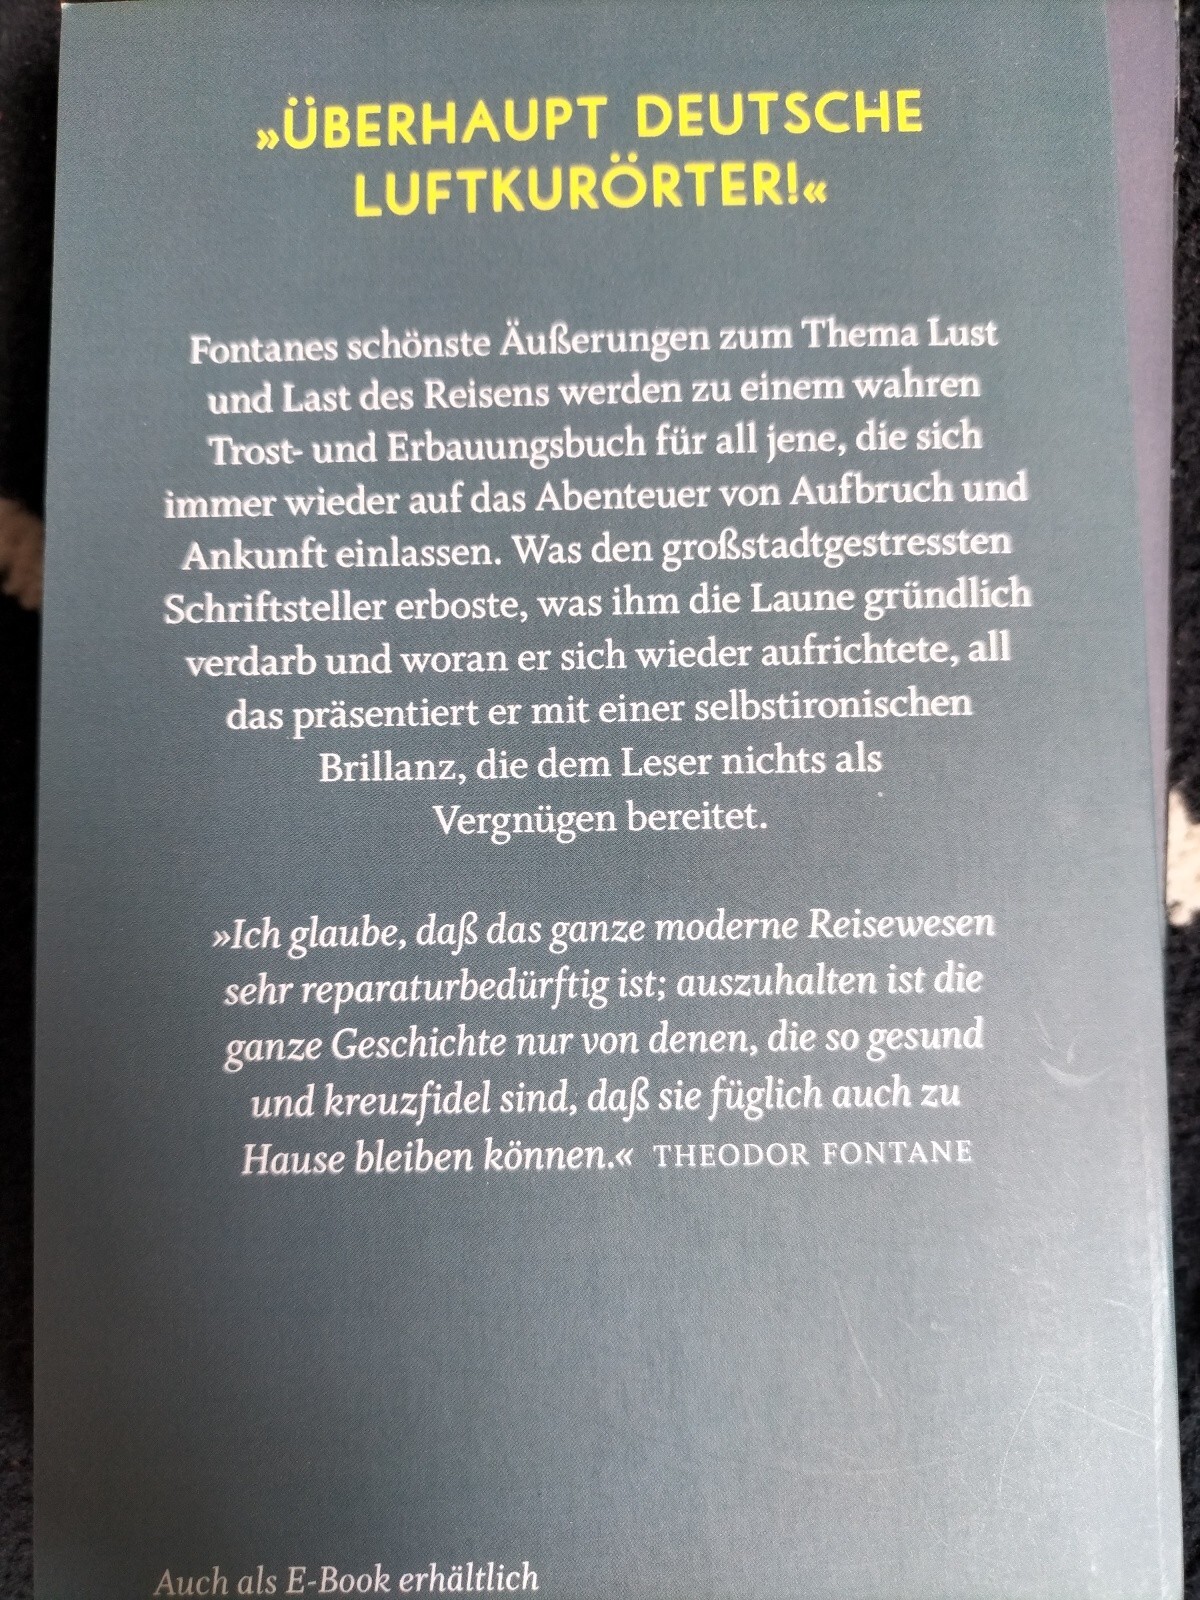 »ÜBERHAUPT DEUTSCHE
LUFTKURÖRTER!«
Fontanes schönste Äußerungen zum Thema Lust
und Last des Reisens werden zu einem wahren
Trost- und Erbauungsbuch für all jene, die sich
immer wieder auf das Abenteuer von Aufbruch und
Ankunft einlassen. Was den großstadtgestressten
Schriftsteller erboste, was ihm die Laune gründlich
verdarb und woran er sich wieder aufrichtete, all
das präsentiert er mit einer selbstironischen
Brillanz, die dem Leser nichts als
Vergnügen bereitet.
»Ich glaube, daß das ganze moderne Reisewesen
sehr reparaturbedürftig ist; auszuhalten ist die
ganze Geschichte nur von denen, die so gesund
und kreuzfidel sind, daß sie füglich auch zu
Hause bleiben können.« THEODOR FONTANE
Auch als E-Book erhältlich